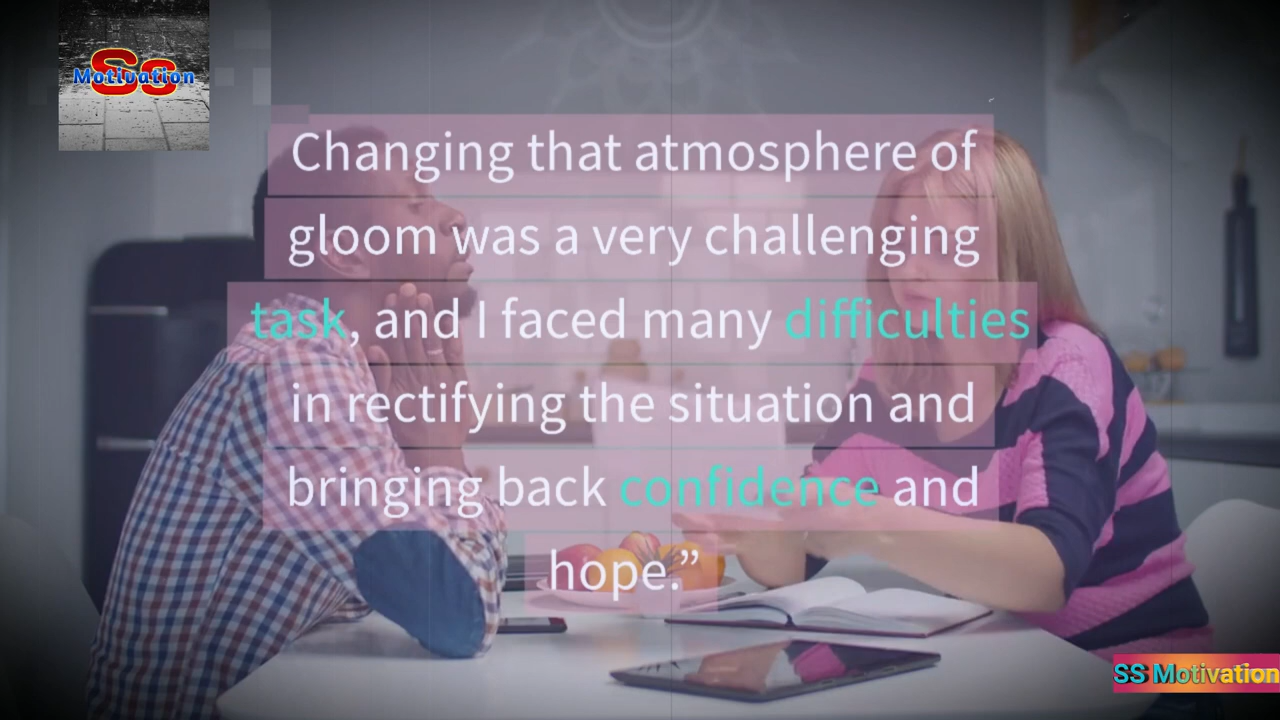 Ss
Motivation
Changing that atmosphere of
gloom was a very challenging
task, and I faced many difficulties
in rectifying the situation and
bringing back confidence and
hope.”
SS Motivation